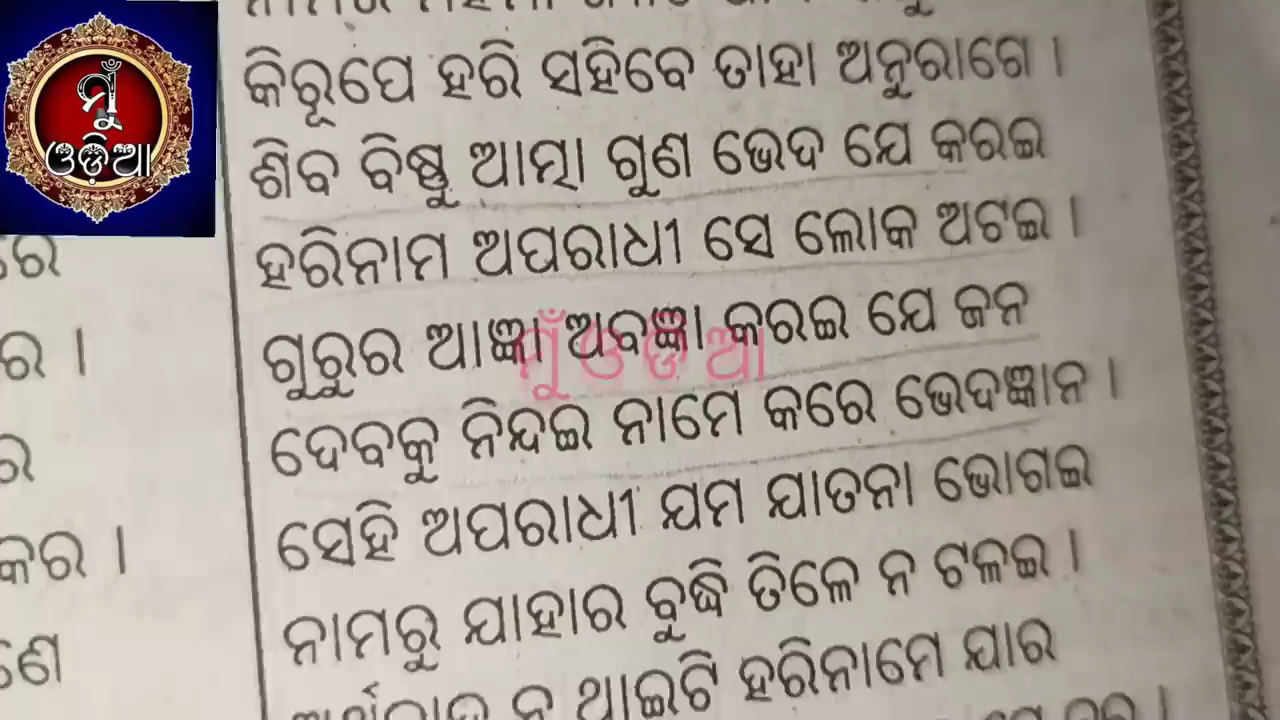 ମୁଁ
ଓଡ଼ିଆ
କିରୂପେ ହରି ସହିବେ ତାହା ଅନୁରାଗେ ।
ଶିବ ବିଷ୍ଣୁ ଆତ୍ମା ଗୁଣ ଭେଦ ଯେ କରଇ
ହରିନାମ ଅପରାଧୀ ସେ ଲୋକ ଅଟଇ ।
ଗୁରୁର ଆଜ୍ଞା ଅବଜ୍ଞା କରଇ ଯେ ଜନ
ମୁଁ ଓଡିଆ
ଦେବକୁ ନିନ୍ଦଇ ନାମେ କରେ ଭେଦଜ୍ଞାନ ।
ସେହି ଅପରାଧୀ ଯମ ଯାତନା ଭୋଗଇ
ନାମରୁ ଯାହାର ବୁଦ୍ଧି ତିଳେ ନ ଟଳଇ ।
ନ ଥାଇଟି ହରିନାମେ ଯାର